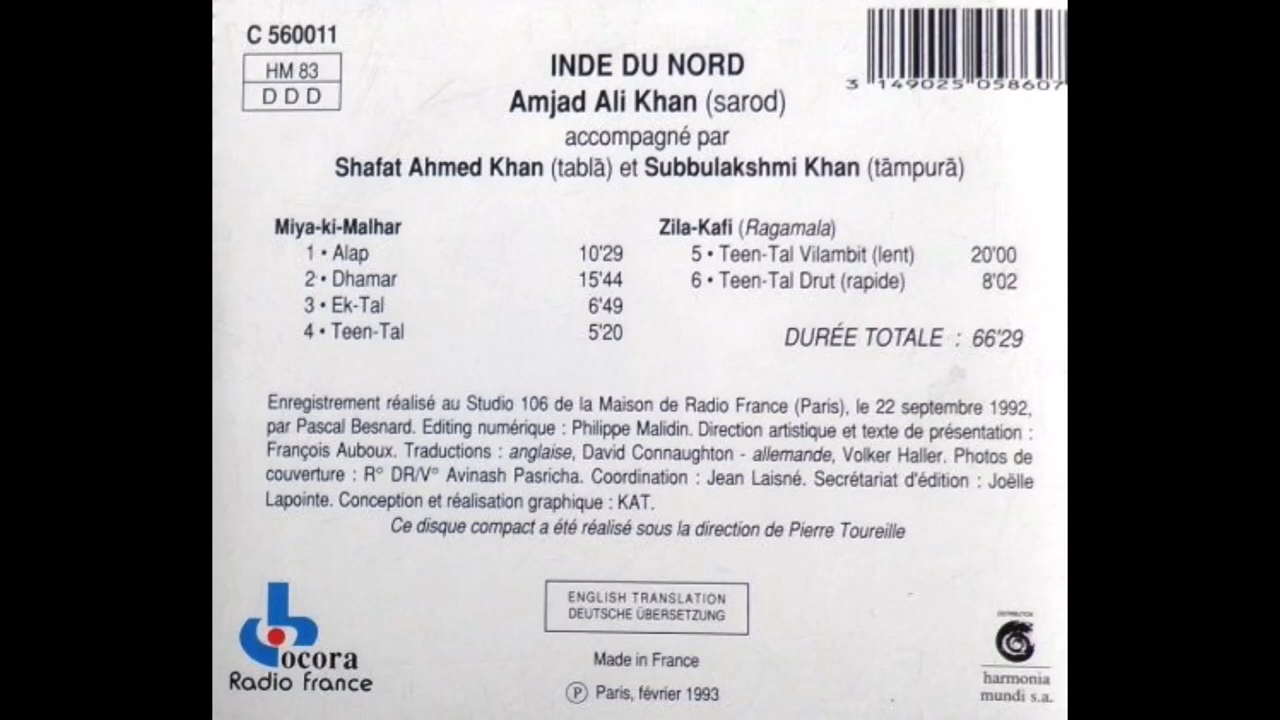 C 560011
HM 83
D D D
3 149025 058607
INDE DU NORD
Amjad Ali Khan (sarod)
accompagné par
Shafat Ahmed Khan (tablā) et Subbulakshmi Khan (tāmpurā)
Miya-ki-Malhar
1 • Alap 10'29
2 • Dhamar 15'44
3 • Ek-Tal 6'49
4 • Teen-Tal 5'20
Zila-Kafi (Ragamala)
5 • Teen-Tal Vilambit (lent) 20'00
6 • Teen-Tal Drut (rapide) 8'02
DURÉE TOTALE : 66'29
Enregistrement réalisé au Studio 106 de la Maison de Radio France (Paris), le 22 septembre 1992,
par Pascal Besnard. Editing numérique : Philippe Malidin. Direction artistique et texte de présentation :
François Auboux. Traductions : anglaise, David Connaughton - allemande, Volker Haller. Photos de
couverture : R° DR/V° Avinash Pasricha. Coordination : Jean Laisné. Secrétariat d'édition : Joëlle
Lapointe. Conception et réalisation graphique : KAT.
Ce disque compact a été réalisé sous la direction de Pierre Toureille
ENGLISH TRANSLATION
DEUTSCHE ÜBERSETZUNG
Made in France
Ⓟ Paris, février 1993
ocora
Radio france
DISTRIBUTION
harmonia
mundi s.a.